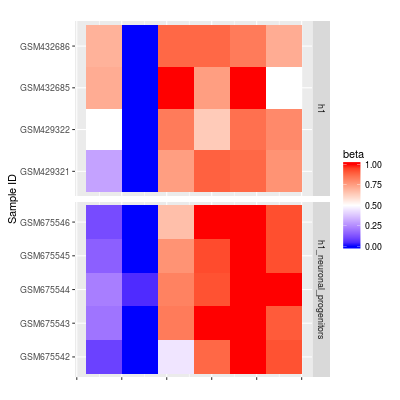 GSM432686
GSM432685
GSM429322
GSM429321
h1
GSM675546
GSM675545
GSM675544
GSM675543
GSM675542
h1_neuronal_progenitors
Sample ID
beta
1.00
0.75
0.50
0.25
0.00